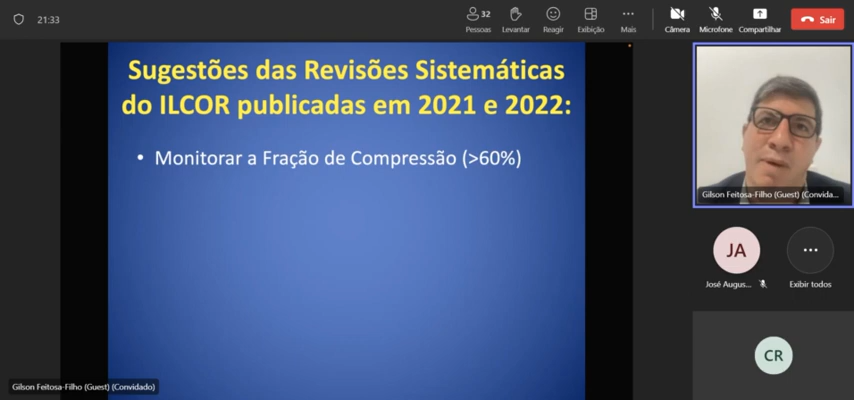 21:33
32
Pessoas
Levantar
Reagir
Exibição
Mais
Câmera
Microfone
Compartilhar
Sair
Sugestões das Revisões Sistemáticas
do ILCOR publicadas em 2021 e 2022:
• Monitorar a Fração de Compressão (>60%)
Gilson Feitosa-Filho (Guest) (Convida...
JA
José Augus...
Exibir todos
CR
Gilson Feitosa-Filho (Guest) (Convidado)